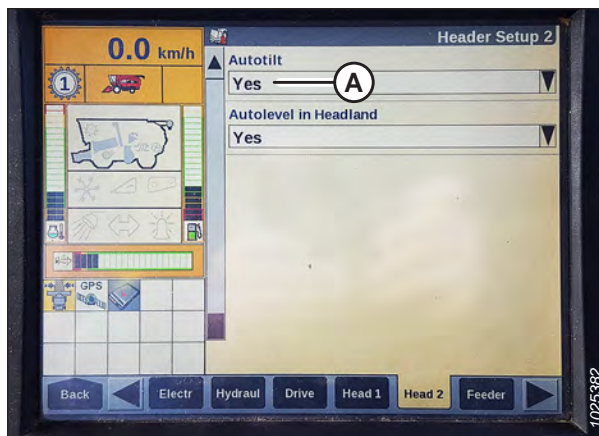 0.0 km/h
Header Setup 2
1
Autotilt
Yes
A
Autolevel in Headland
Yes
GPS
Back
Electr
Hydraul
Drive
Head 1
Head 2
Feeder
1025382